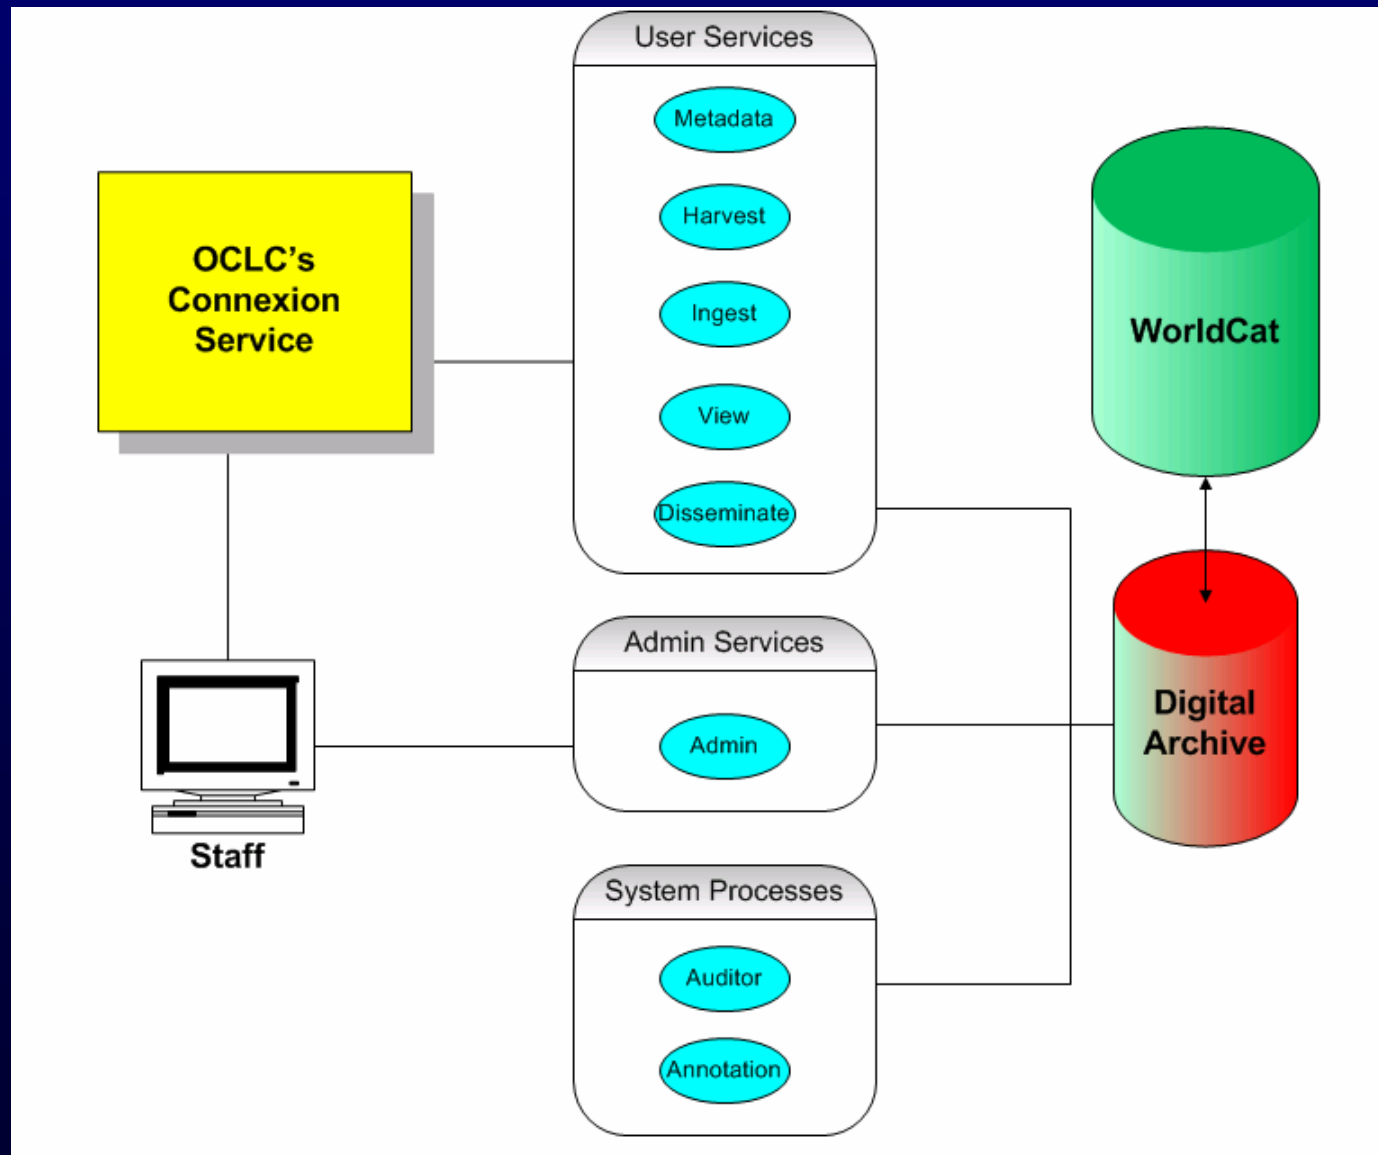 User Services
Metadata
Harvest
Ingest
View
Disseminate
OCLC's
Connexion
Service
WorldCat
Admin Services
Admin
Digital
Archive
Staff
System Processes
Auditor
Annotation